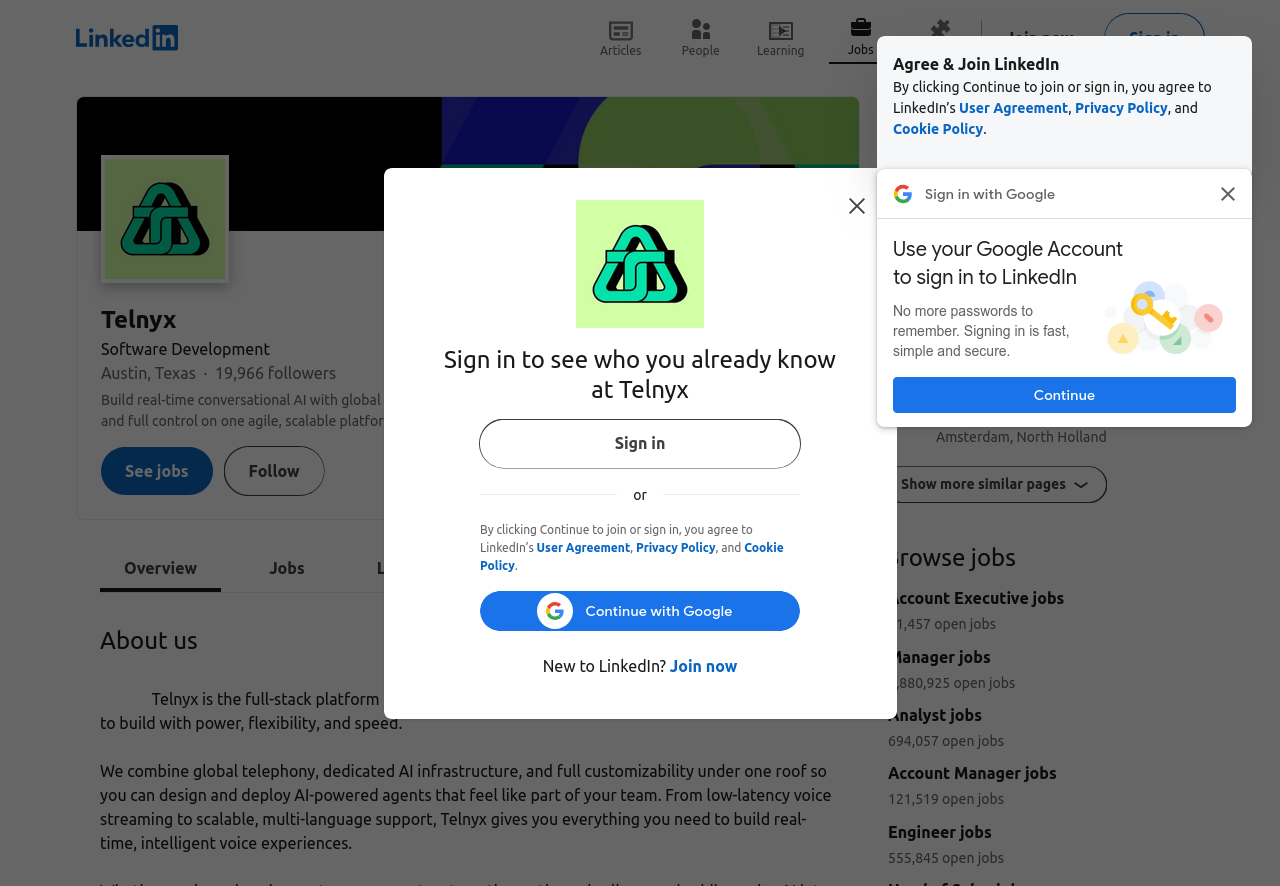 LinkedIn
Articles
People
Learning
Jobs
Join now
Sign in
Agree & Join LinkedIn
By clicking Continue to join or sign in, you agree to
LinkedIn’s User Agreement, Privacy Policy, and
Cookie Policy.
Sign in with Google
Use your Google Account
to sign in to LinkedIn
No more passwords to
remember. Signing in is fast,
simple and secure.
Continue
Telnyx
Software Development
Austin, Texas · 19,966 followers
Build real-time conversational AI with global
and full control on one agile, scalable
See jobs
Follow
Sign in to see who you already know
at Telnyx
Sign in
or
By clicking Continue to join or sign in, you agree to
LinkedIn’s User Agreement, Privacy Policy, and Cookie
Policy.
Continue with Google
New to LinkedIn? Join now
Amsterdam, North Holland
Show more similar pages
Overview
Jobs
About us
Telnyx is the full-stack platform
to build with power, flexibility, and speed.
We combine global telephony, dedicated AI infrastructure, and full customizability under one roof so
you can design and deploy AI-powered agents that feel like part of your team. From low-latency voice
streaming to scalable, multi-language support, Telnyx gives you everything you need to build real-
time, intelligent voice experiences.
Browse jobs
Account Executive jobs
1,457 open jobs
Manager jobs
880,925 open jobs
Analyst jobs
694,057 open jobs
Account Manager jobs
121,519 open jobs
Engineer jobs
555,845 open jobs